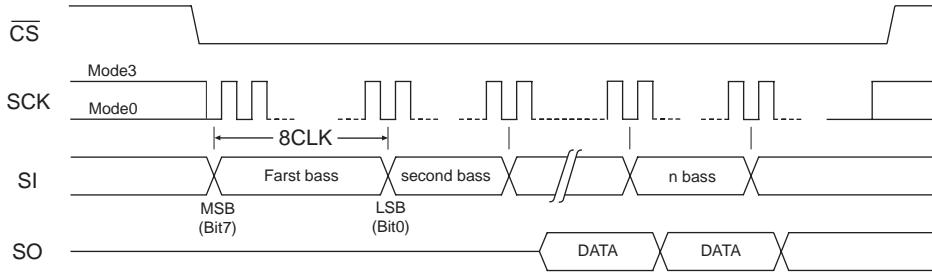 CS
Mode3
SCK
Mode0
8CLK
SI
Farst bass
second bass
n bass
MSB
(Bit7)
LSB
(Bit0)
SO
DATA
DATA